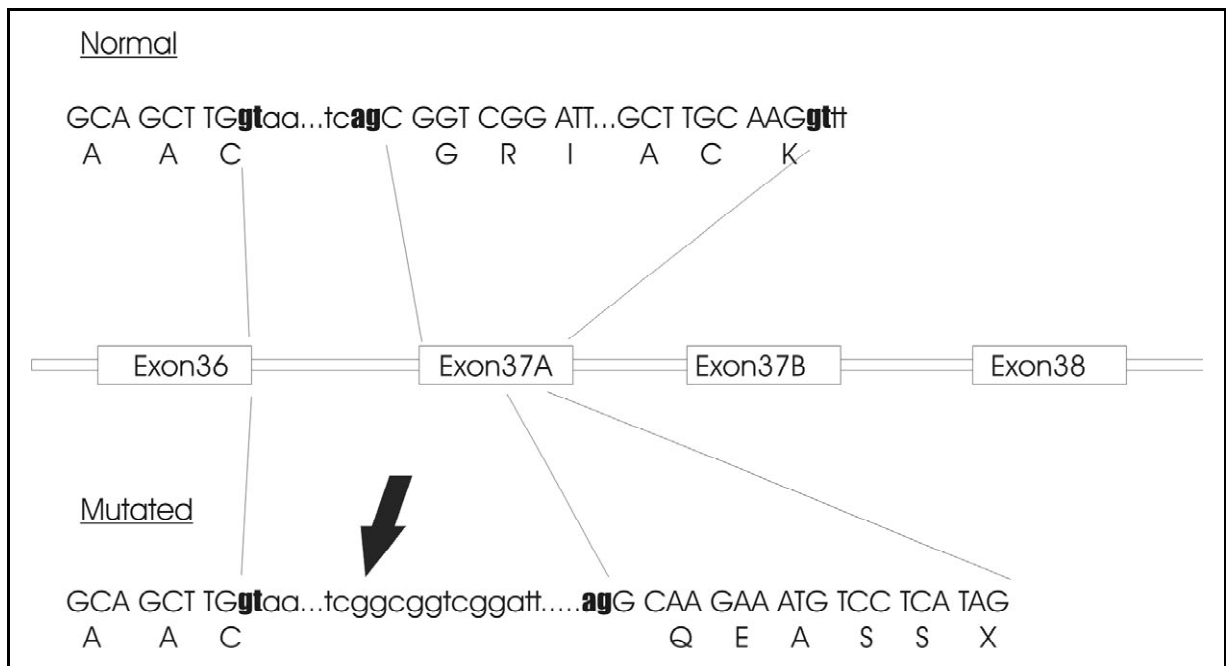 Normal
GCA GCT TGgtaa...tcagC GGT CGG ATT...GCT TGC AAGgttt
A A C G R I A C K
Exon36 Exon37A Exon37B Exon38
Mutated
GCA GCT TGgtaa...tcggcggtcggatt.....agG CAA GAA ATG TCC TCA TAG
A A C Q E A S S X